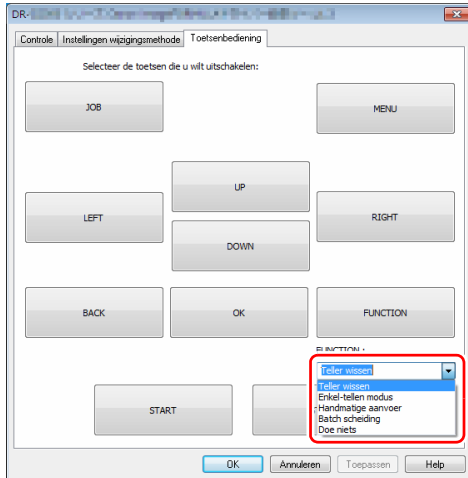 DR-
Controle Instellingen wijzigingsmethode Toetsenbediening
Selecteer de toetsen die u wilt uitschakelen:
JOB MENU
UP
LEFT RIGHT
DOWN
BACK OK FUNCTION
FUNCTION :
Teller wissen
Teller wissen
Enkel-tellen modus
Handmatige aanvoer
Batch scheiding
Doe niets
START
OK Annuleren Toepassen Help